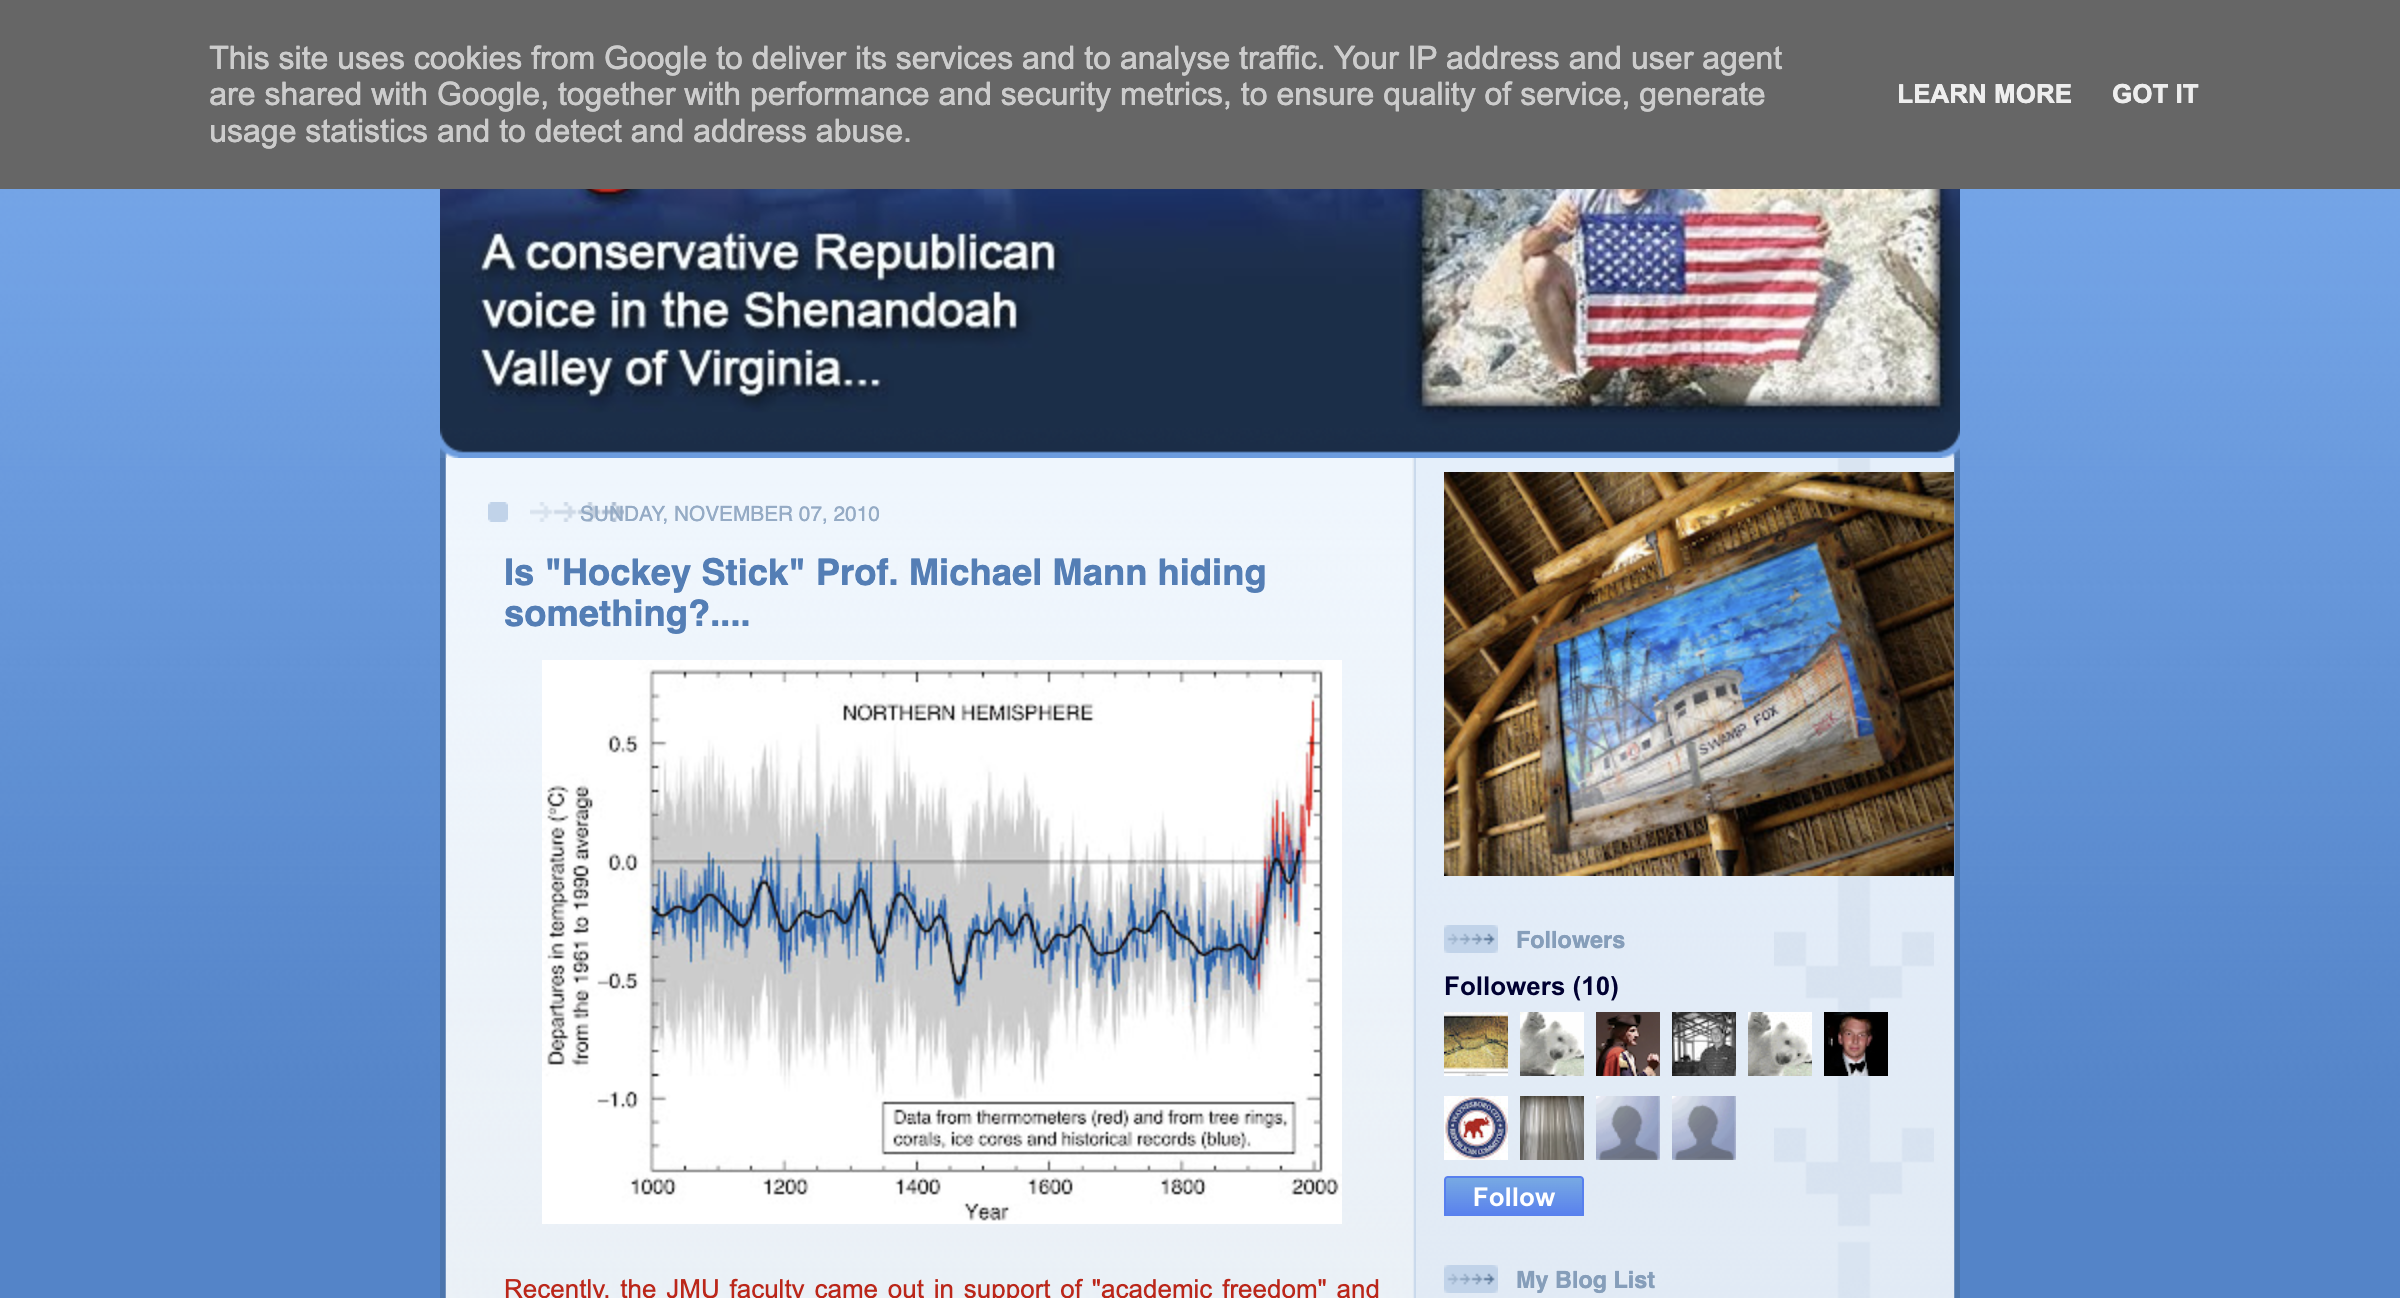 This site uses cookies from Google to deliver its services and to analyse traffic. Your IP address and user agent
are shared with Google, together with performance and security metrics, to ensure quality of service, generate
usage statistics and to detect and address abuse.
LEARN MORE
GOT IT
A conservative Republican
voice in the Shenandoah
Valley of Virginia...
SUNDAY, NOVEMBER 07, 2010
Is "Hockey Stick" Prof. Michael Mann hiding
something?....
NORTHERN HEMISPHERE
Departures in temperature (°C)
from the 1961 to 1990 average
0.5
0.0
−0.5
−1.0
Data from thermometers (red) and from tree rings,
corals, ice cores and historical records (blue).
1000
1200
1400
1600
1800
2000
Year
Recently, the JMU faculty came out in support of "academic freedom" and
SWAMP FOX
Followers
Followers (10)
Follow
My Blog List